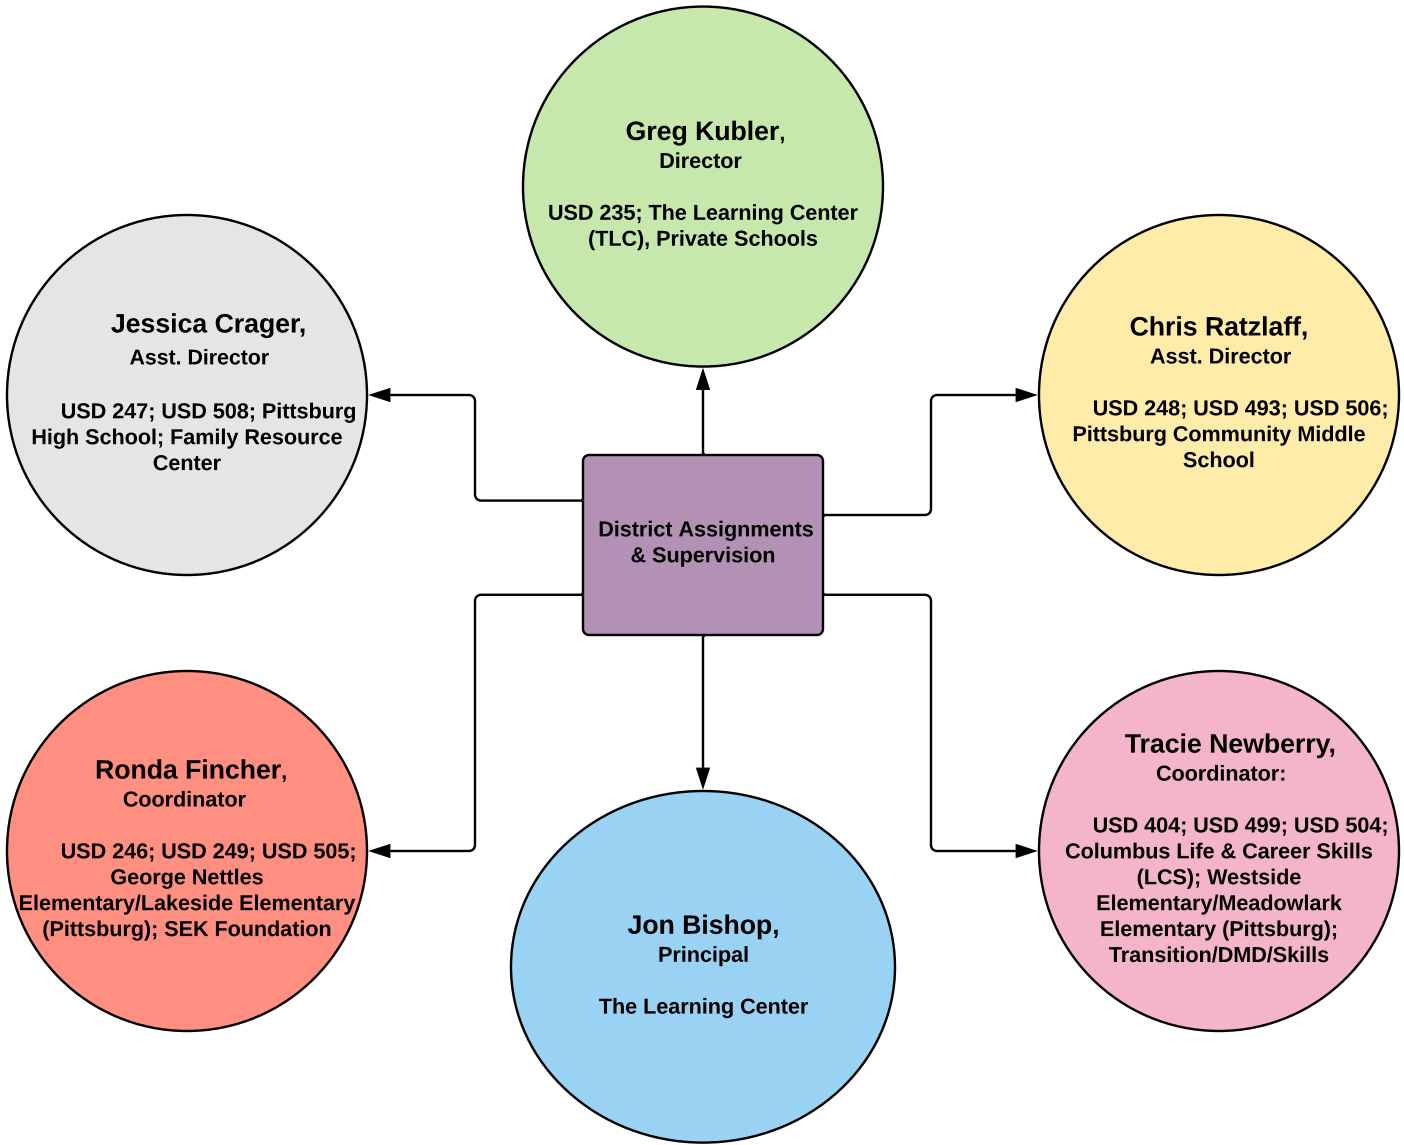 Greg Kubler,
Director
USD 235; The Learning Center
(TLC), Private Schools
Jessica Crager,
Asst. Director
USD 247; USD 508; Pittsburg
High School; Family Resource
Center
Chris Ratzlaff,
Asst. Director
USD 248; USD 493; USD 506;
Pittsburg Community Middle
School
District Assignments
& Supervision
Ronda Fincher,
Coordinator
USD 246; USD 249; USD 505;
George Nettles
Elementary/Lakeside Elementary
(Pittsburg); SEK Foundation
Jon Bishop,
Principal
The Learning Center
Tracie Newberry,
Coordinator:
USD 404; USD 499; USD 504;
Columbus Life & Career Skills
(LCS); Westside
Elementary/Meadowlark
Elementary (Pittsburg);
Transition/DMD/Skills